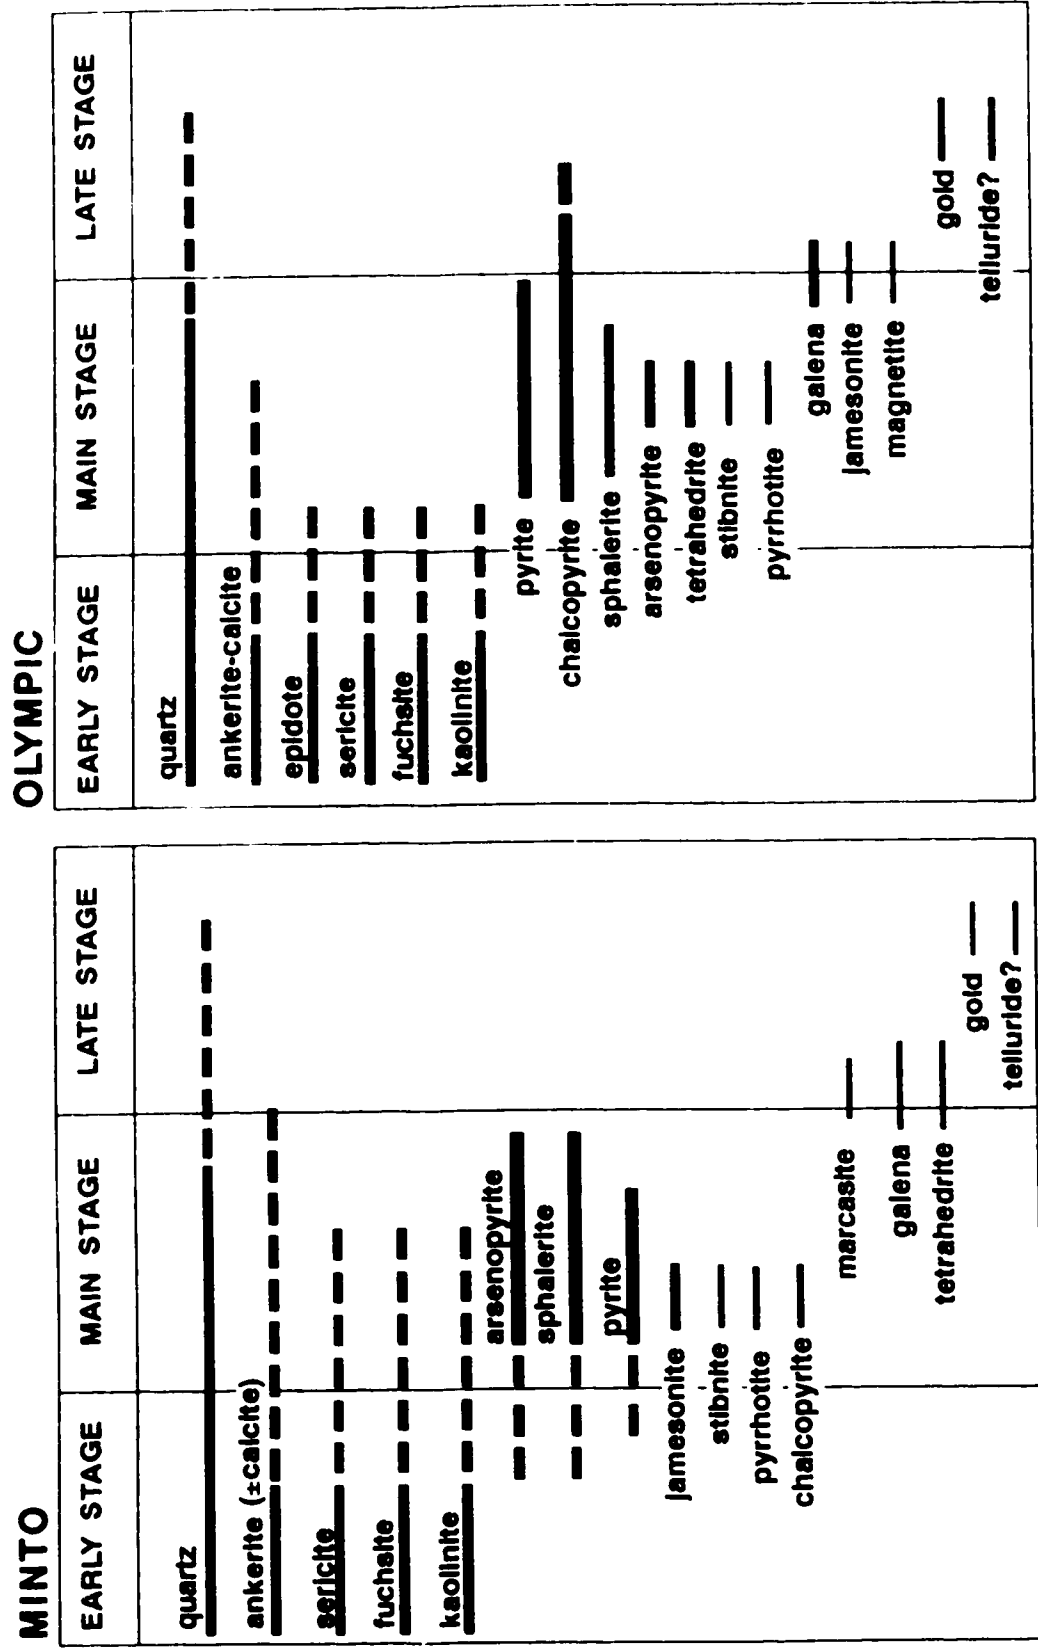 MINTO
EARLY STAGE MAIN STAGE LATE STAGE
quartz
ankerite (±calcite)
sericite
fuchsite
kaolinite
arsenopyrite
sphalerite
pyrite
jamesonite
stibnite
pyrrhotite
chalcopyrite
marcasite
galena
tetrahedrite
gold
telluride?
OLYMPIC
EARLY STAGE MAIN STAGE LATE STAGE
quartz
ankerite-calcite
epidote
sericite
fuchsite
kaolinite
pyrite
chalcopyrite
sphalerite
arsenopyrite
tetrahedrite
stibnite
pyrrhotite
galena
jamesonite
magnetite
gold
telluride?